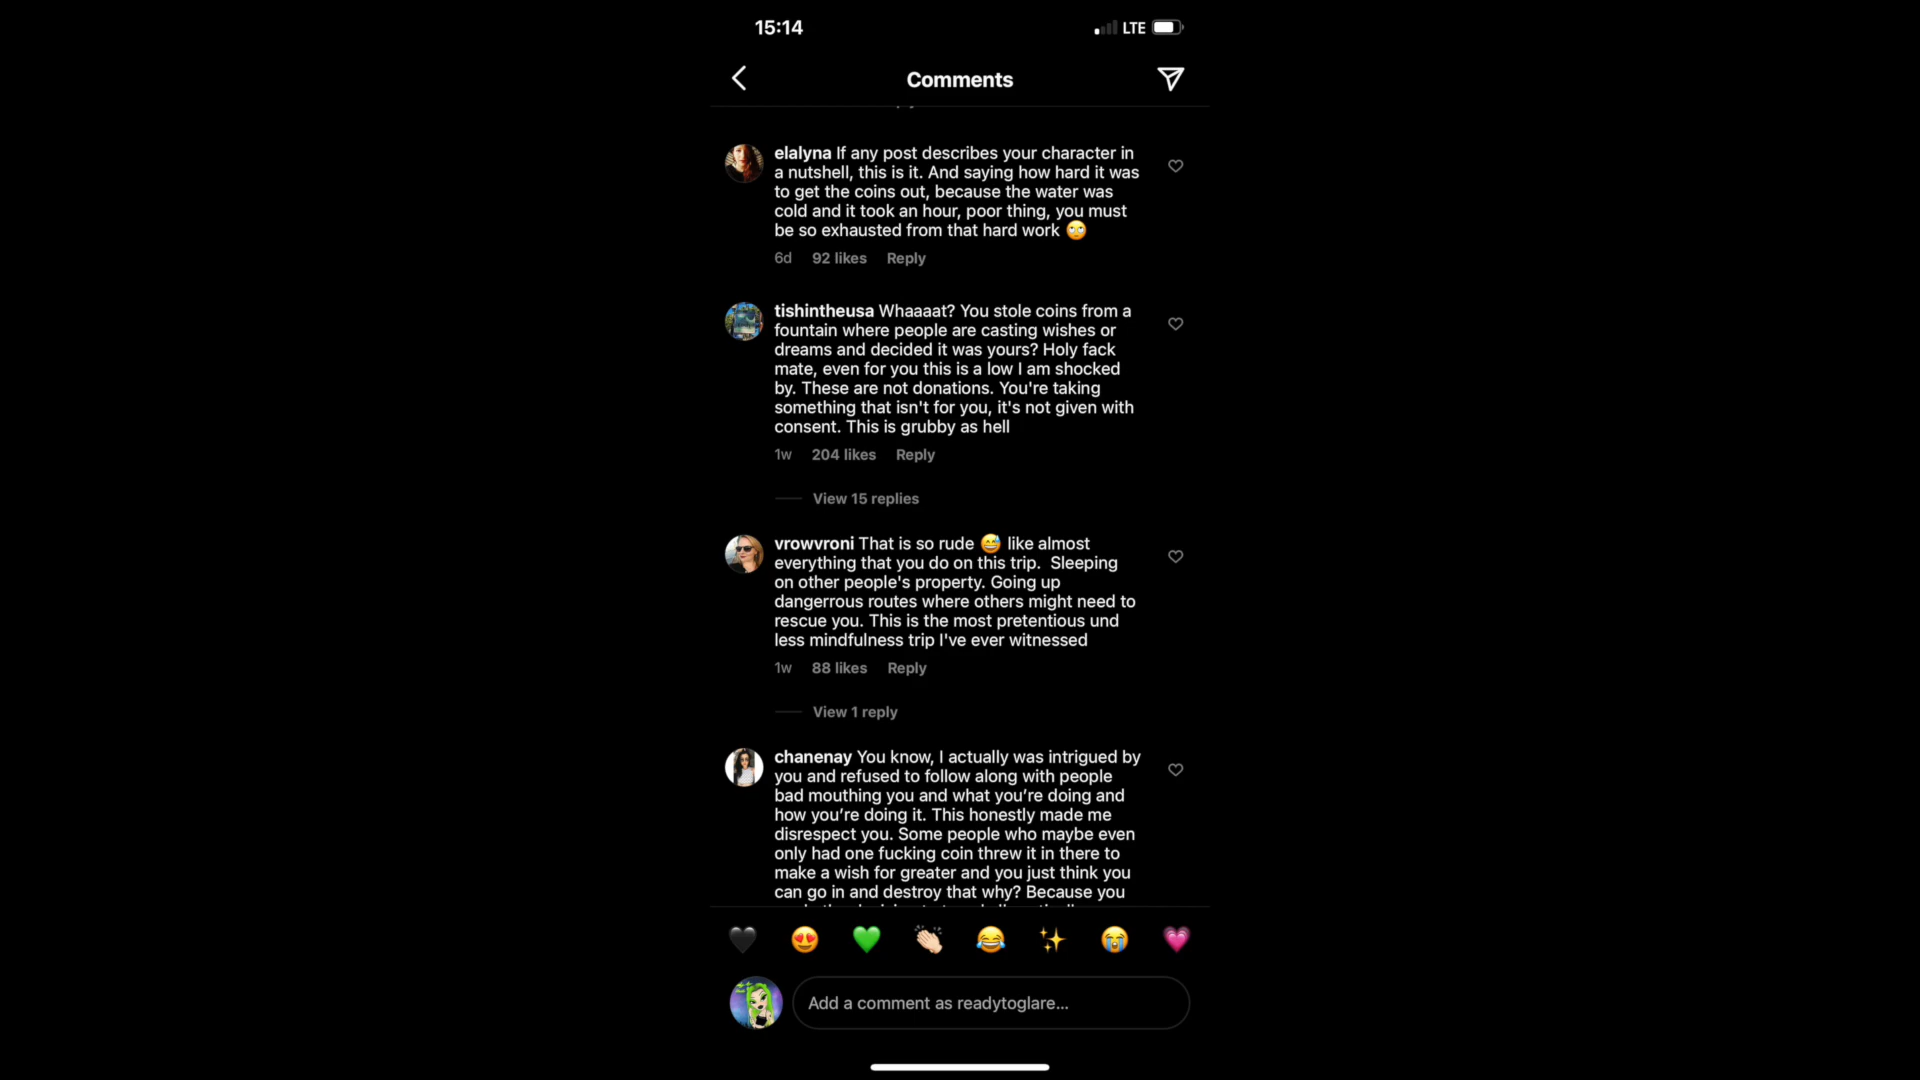 15:14
LTE
Comments
elalyna If any post describes your character in
a nutshell, this is it. And saying how hard it was
to get the coins out, because the water was
cold and it took an hour, poor thing, you must
be so exhausted from that hard work 🙄
6d 92 likes Reply
tishintheusa Whaaaat? You stole coins from a
fountain where people are casting wishes or
dreams and decided it was yours? Holy fack
mate, even for you this is a low I am shocked
by. These are not donations. You're taking
something that isn't for you, it's not given with
consent. This is grubby as hell
1w 204 likes Reply
View 15 replies
vrowvroni That is so rude 😅 like almost
everything that you do on this trip. Sleeping
on other people's property. Going up
dangerrous routes where others might need to
rescue you. This is the most pretentious und
less mindfulness trip I've ever witnessed
1w 88 likes Reply
View 1 reply
chanenay You know, I actually was intrigued by
you and refused to follow along with people
bad mouthing you and what you’re doing and
how you’re doing it. This honestly made me
disrespect you. Some people who maybe even
only had one fucking coin threw it in there to
make a wish for greater and you just think you
can go in and destroy that why? Because you
Add a comment as readytoglare...